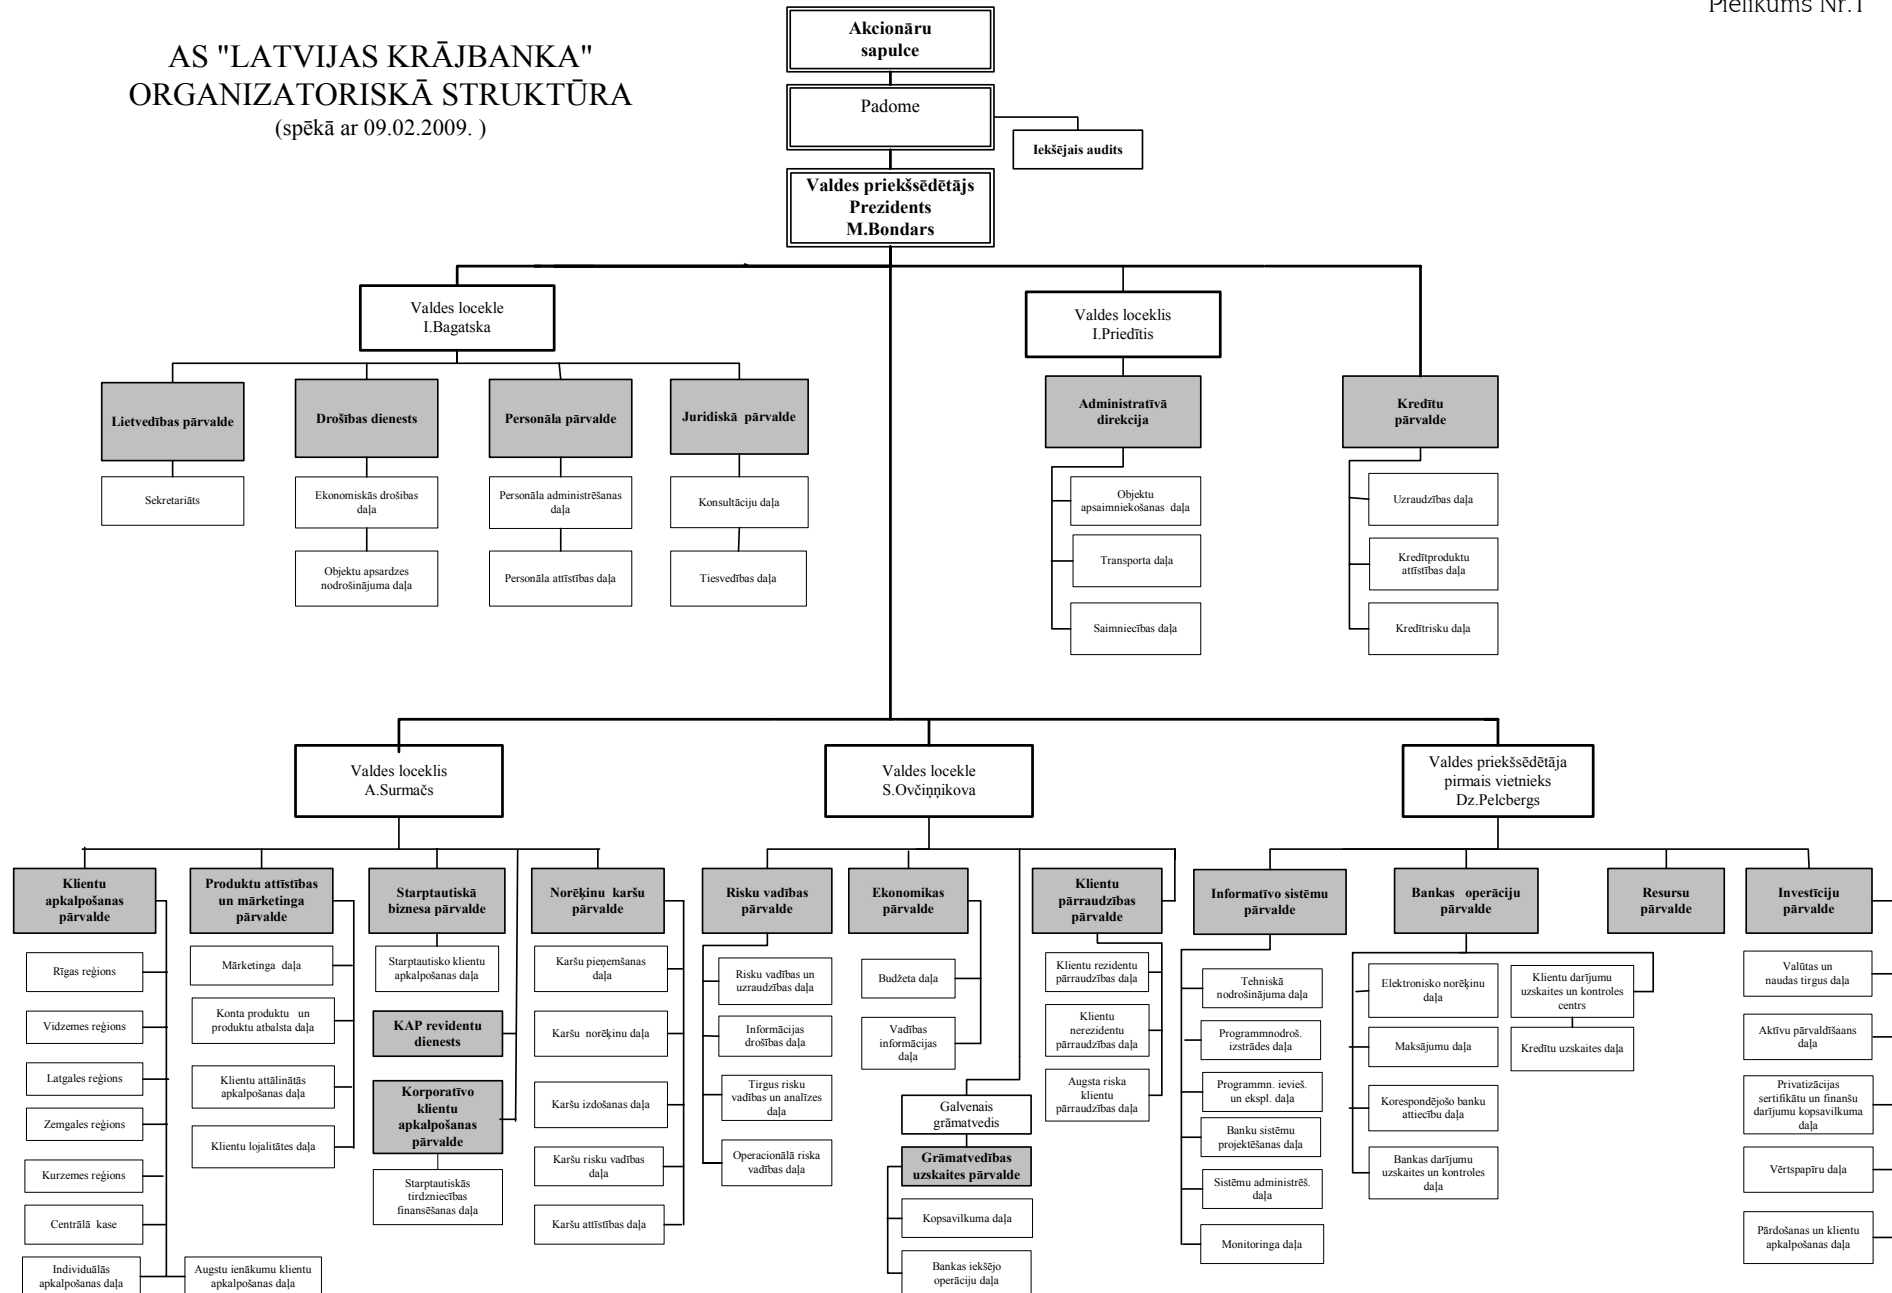 Pielikums Nr.1
AS "LATVIJAS KRĀJBANKA"
ORGANIZATORISKĀ STRUKTŪRA
(spēkā ar 09.02.2009. )
Akcionāru
sapulce
Padome
Iekšējais audits
Valdes priekšsēdētājs
Prezidents
M.Bondars
Valdes locekle
I.Bagatska
Valdes loceklis
I.Priedītis
Lietvedības pārvalde
Drošības dienests
Personāla pārvalde
Juridiskā pārvalde
Administratīvā
direkcija
Kredītu
pārvalde
Sekretariāts
Ekonomiskās drošibas
daļa
Objektu apsardzes
nodrošinājuma daļa
Personāla administrēšanas
daļa
Personāla attīstības daļa
Konsultāciju daļa
Tiesvedības daļa
Objektu
apsaimniekošanas daļa
Transporta daļa
Saimniecības daļa
Uzraudzības daļa
Kredītproduktu
attīstības daļa
Kredītrisku daļa
Valdes loceklis
A.Surmačs
Valdes locekle
S.Ovčiņņikova
Valdes priekšsēdētāja
pirmais vietnieks
Dz.Pelcbergs
Klientu
apkalpošanas
pārvalde
Rīgas reģions
Vidzemes reģions
Latgales reģions
Zemgales reģions
Kurzemes reģions
Centrālā kase
Individuālās
apkalpošanas daļa
Augstu ienākumu klientu
apkalpošanas daļa
Produktu attīstības
un mārketinga
pārvalde
Mārketinga daļa
Konta produktu un
produktu atbalsta daļa
Klientu attālinātās
apkalpošanas daļa
Klientu lojalitātes daļa
Starptautiskā
biznesa pārvalde
Starptautisko klientu
apkalpošanas daļa
KAP revidentu
dienests
Korporatīvo
klientu
apkalpošanas
pārvalde
Starptautiskās
tirdzniecības
finansēšanas daļa
Norēķinu karšu
pārvalde
Karšu pieņemšanas
daļa
Karšu norēķinu daļa
Karšu izdošanas daļa
Karšu risku vadības
daļa
Karšu attīstības daļa
Risku vadības
pārvalde
Risku vadības un
uzraudzības daļa
Informācijas
drošības daļa
Tirgus risku
vadības un analīzes
daļa
Operacionālā riska
vadības daļa
Ekonomikas
pārvalde
Budžeta daļa
Vadības
informācijas
daļa
Galvenais
grāmatvedis
Grāmatvedības
uzskaites pārvalde
Kopsavilkuma daļa
Bankas iekšējo
operāciju daļa
Klientu
pārraudzības
pārvalde
Klientu rezidentu
pārraudzības daļa
Klientu
nerezidentu
pārraudzības daļa
Augsta riska
klientu
pārraudzības daļa
Informatīvo sistēmu
pārvalde
Tehniskā
nodrošinājuma daļa
Programmnodroš.
izstrādes daļa
Programmn. ievieš.
un ekspl. daļa
Banku sistēmu
projektēšanas daļa
Sistēmu administrēš.
daļa
Monitoringa daļa
Bankas operāciju
pārvalde
Elektronisko norēķinu
daļa
Maksājumu daļa
Korespondējošo banku
attiecību daļa
Bankas darījumu
uzskaites un kontroles
daļa
Klientu darījumu
uzskaites un kontroles
centrs
Kredītu uzskaites daļa
Resursu
pārvalde
Investīciju
pārvalde
Valūtas un
naudas tirgus daļa
Aktīvu pārvaldīšaans
daļa
Privatizācijas
sertifikātu un finanšu
darījumu kopsavilkuma
daļa
Vērtspapīru daļa
Pārdošanas un klientu
apkalpošanas daļa